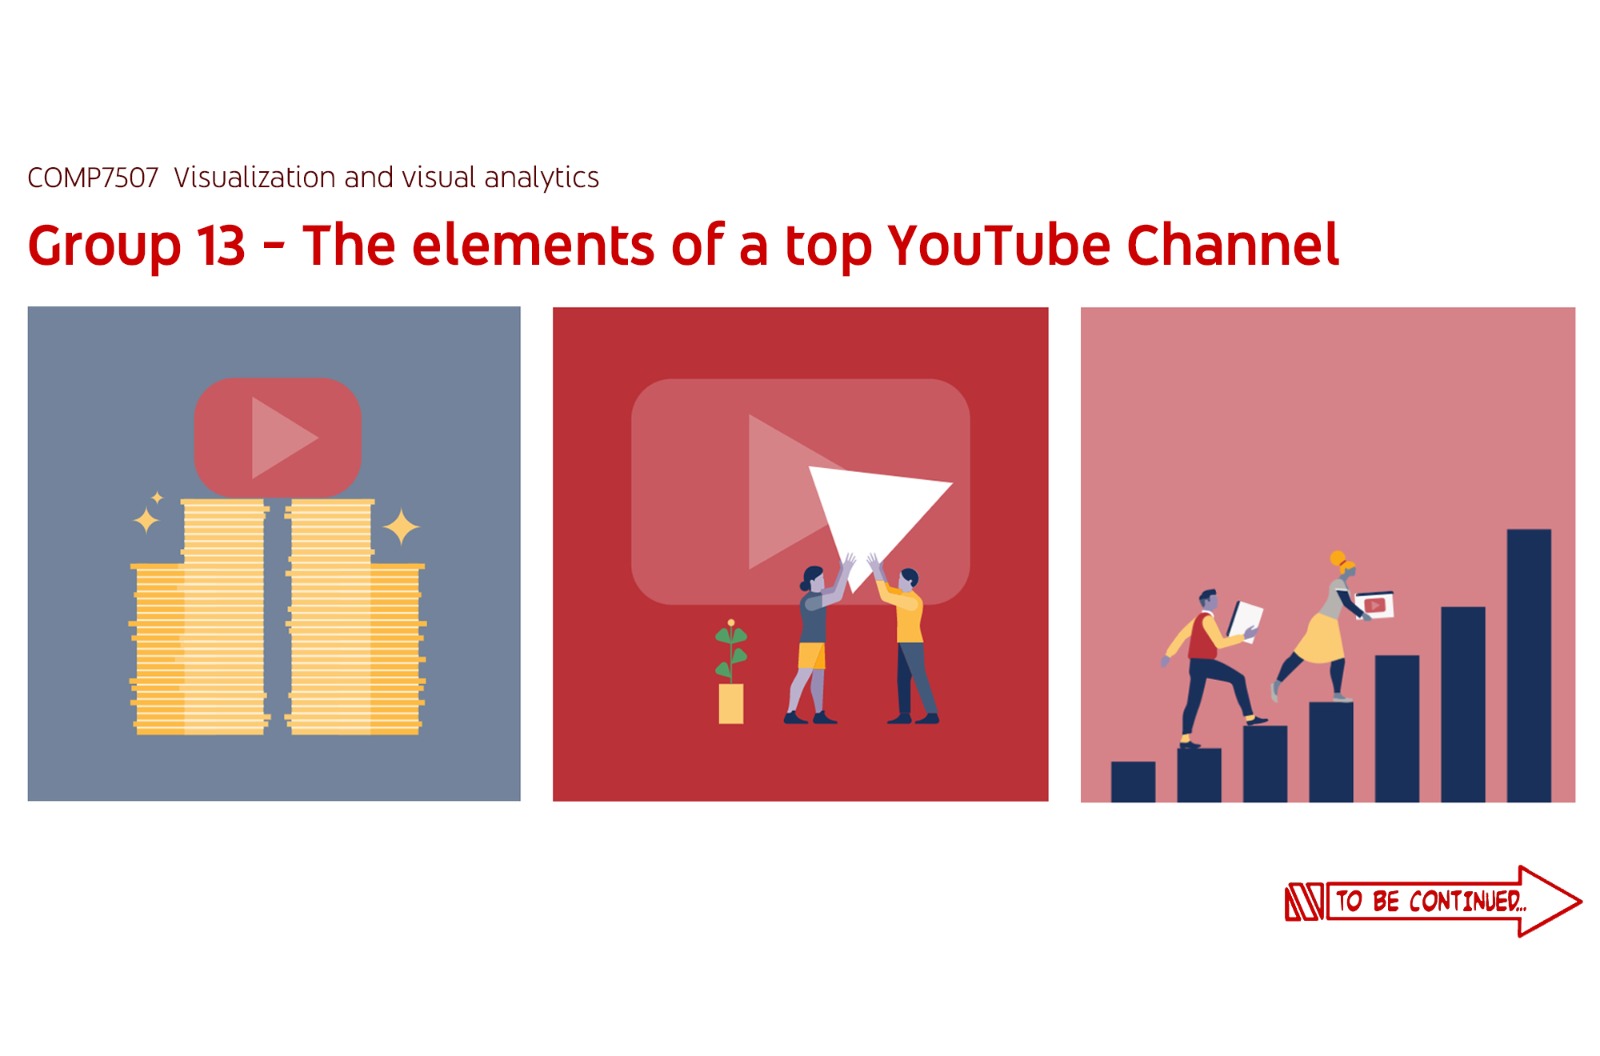 COMP7507 Visualization and visual analytics
Group 13 - The elements of a top YouTube Channel
TO BE CONTINUED...